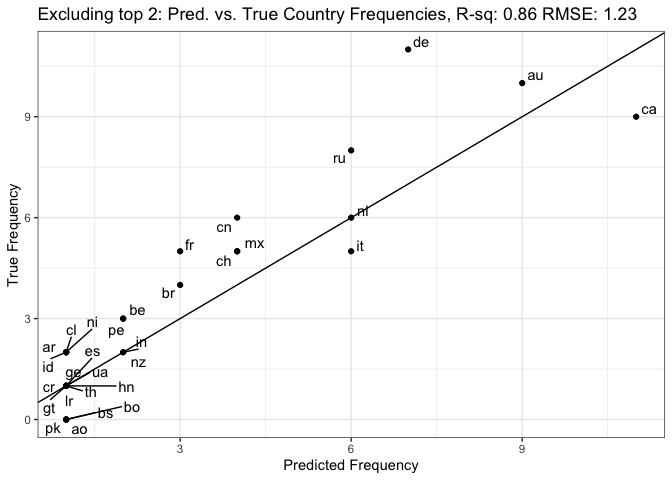 Excluding top 2: Pred. vs. True Country Frequencies, R-sq: 0.86 RMSE: 1.23
de
au
9
ca
ru
6
nl
cn
mx
fr
it
ch
br
3
be
ni
pe
cl
ar
in
es
id
nz
ge
ua
cr
th
hn
lr
gt
bo
bs
0
pk
ao
3
6
9
True Frequency
Predicted Frequency